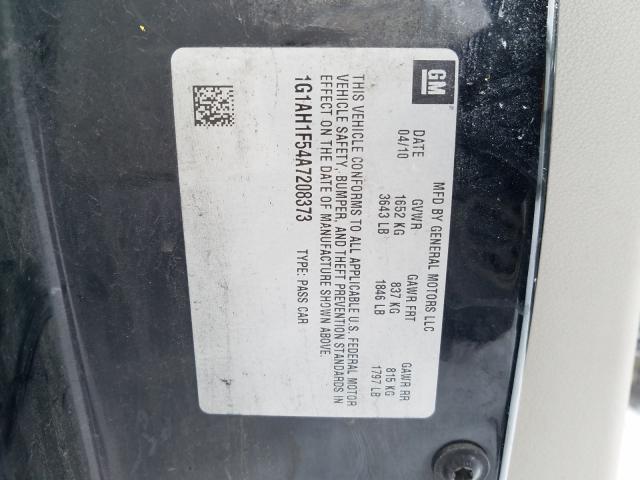 GM
MFD BY GENERAL MOTORS LLC
DATE GVWR GAWR FRT GAWR RR
04/10 1652 KG 837 KG 815 KG
3643 LB 1846 LB 1797 LB
THIS VEHICLE CONFORMS TO ALL APPLICABLE U.S. FEDERAL MOTOR
VEHICLE SAFETY, BUMPER, AND THEFT PREVENTION STANDARDS IN
EFFECT ON THE DATE OF MANUFACTURE SHOWN ABOVE.
1G1AH1F54A7208373 TYPE: PASS CAR